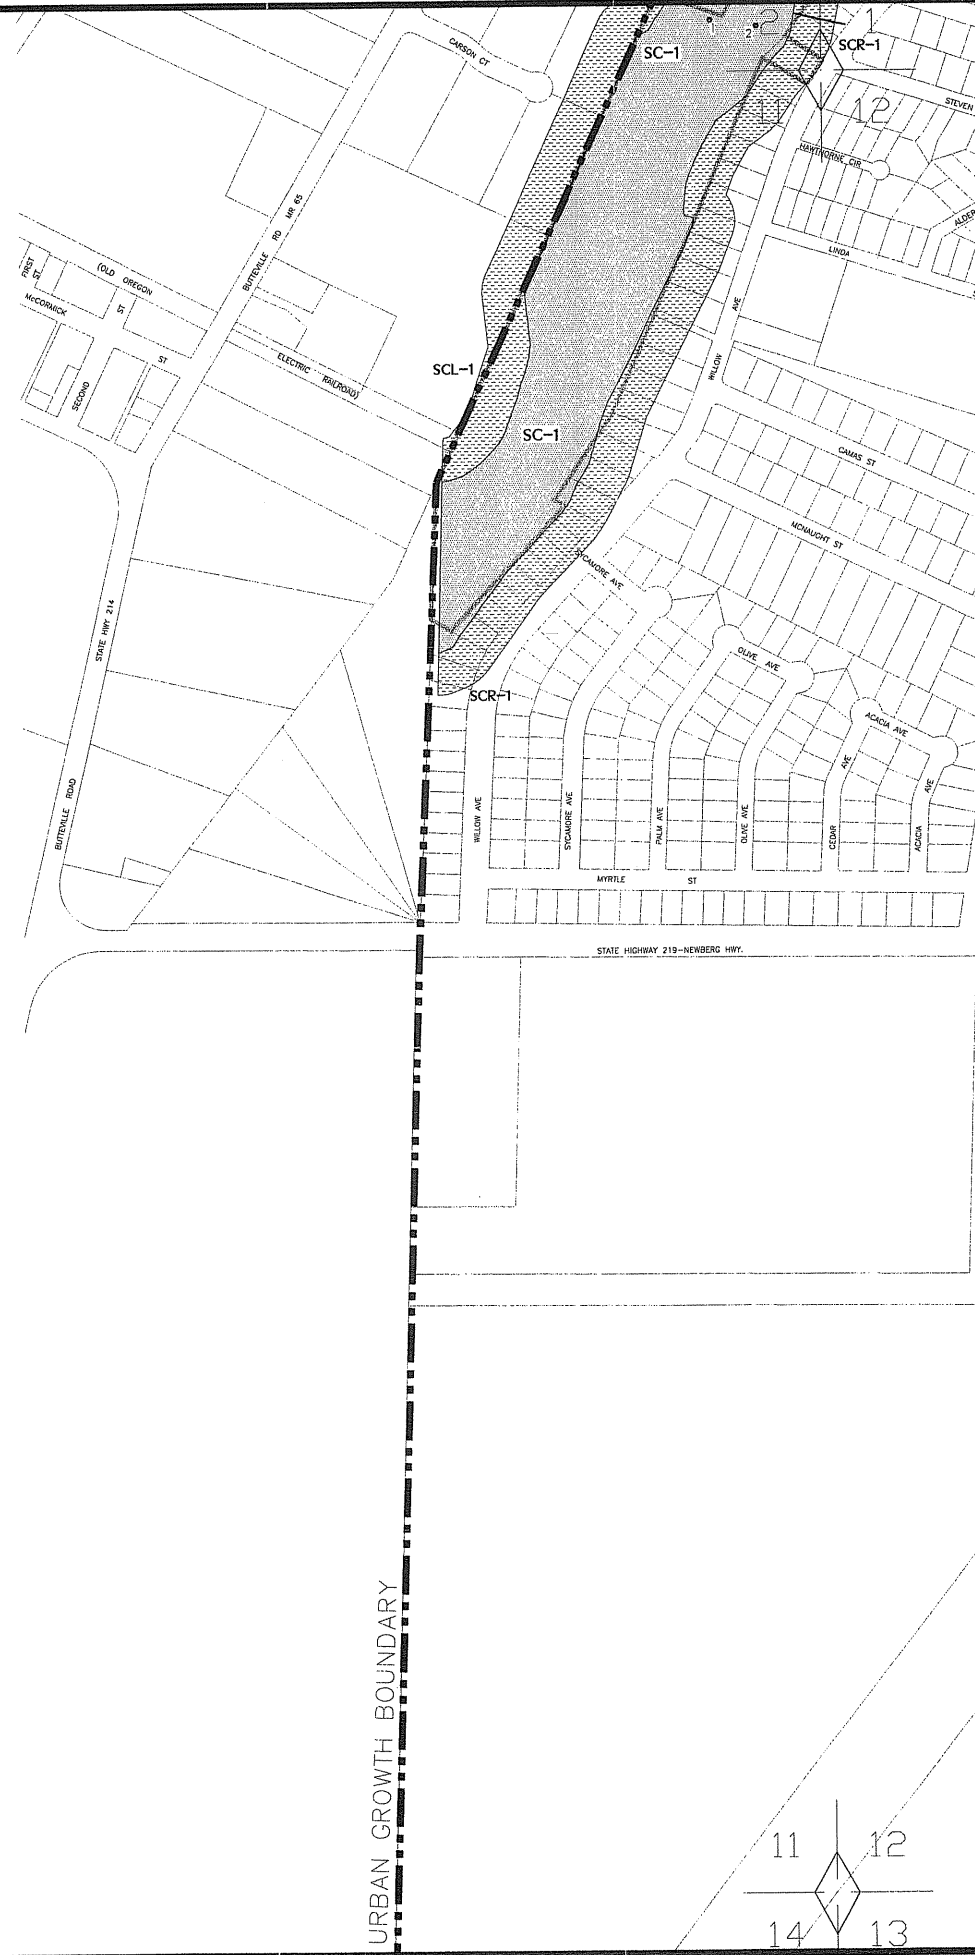 SC-1
1
2
2
1
SCR-1
11
12
CARSON CT
STEVEN
HAWTHORNE CIR
ALDER
LINDA
BUTTEVILLE RD MR 65
FIRST ST
(OLD OREGON
ELECTRIC RAILROAD)
McCORMICK ST
ST
SECOND
WILLOW AVE
SCL-1
SC-1
CAMAS ST
MCNAUGHT ST
SYCAMORE AVE
STATE HWY 214
OLIVE AVE
SCR-1
ACACIA AVE
BUTTEVILLE ROAD
WILLOW AVE
SYCAMORE AVE
PALM AVE
OLIVE AVE
CEDAR AVE
ACACIA AVE
MYRTLE ST
STATE HIGHWAY 219-NEWBERG HWY.
URBAN GROWTH BOUNDARY
11 12
14 13